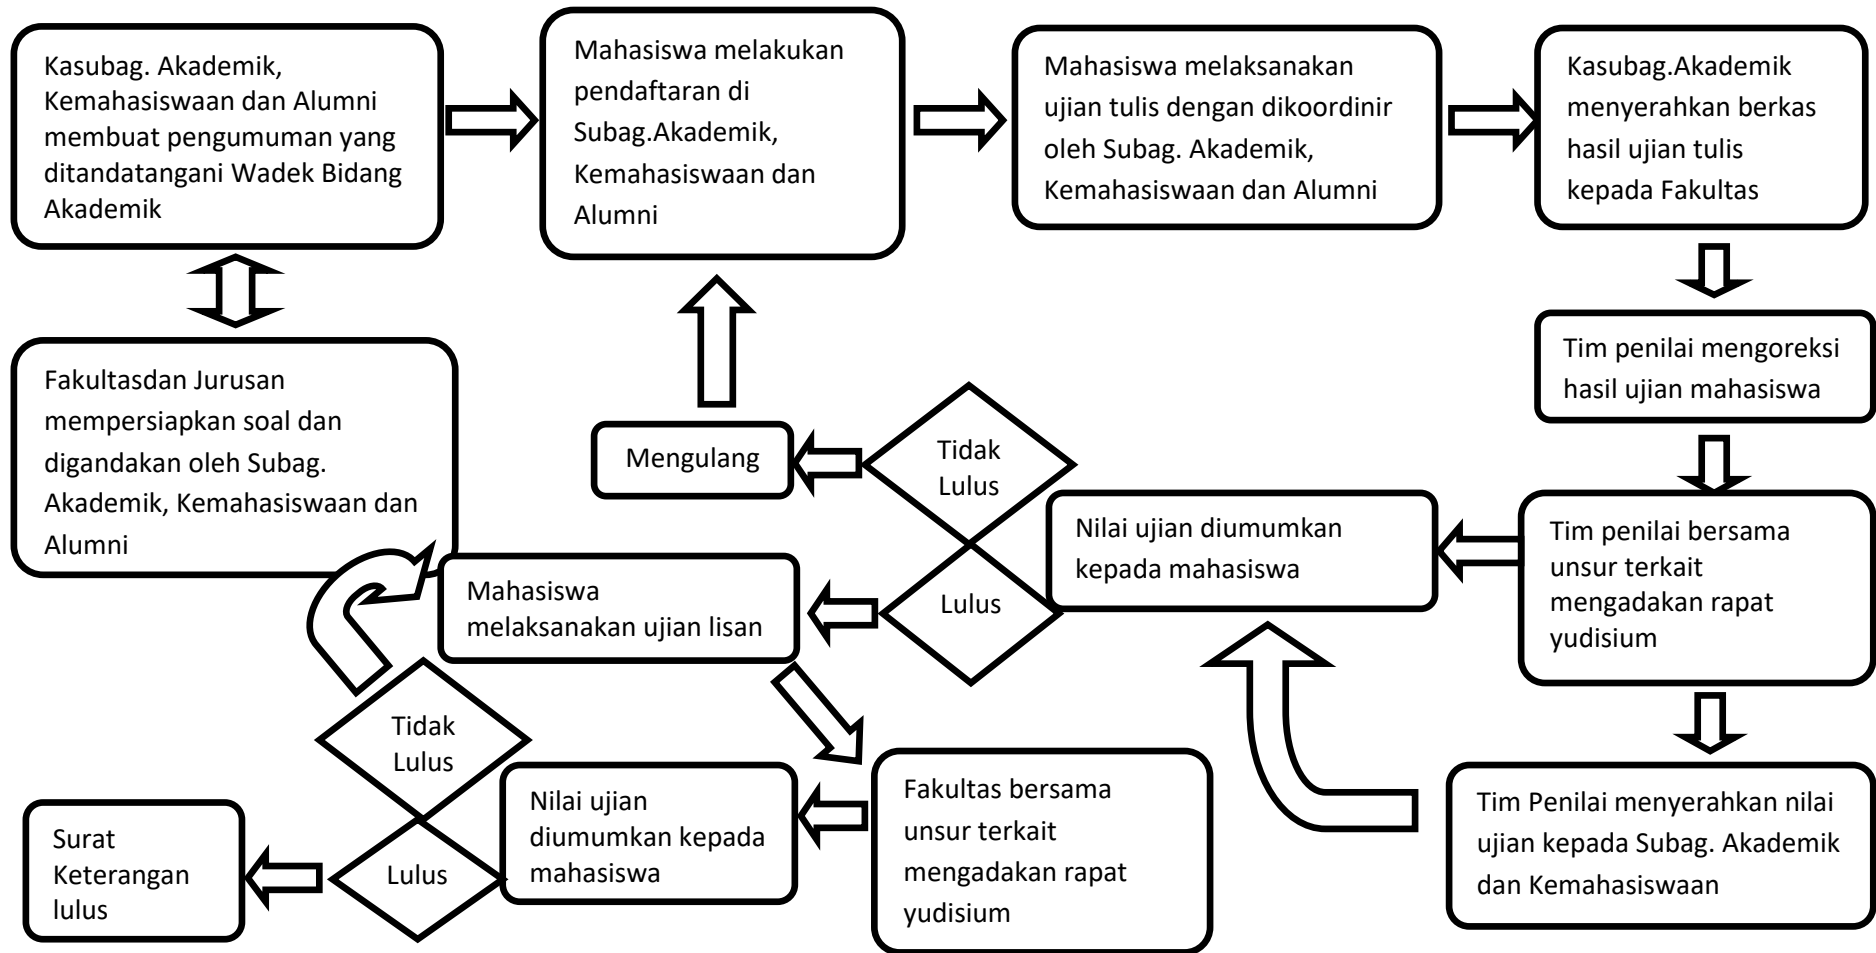 Kasubag. Akademik,
Kemahasiswaan dan Alumni
membuat pengumuman yang
ditandatangani Wadek Bidang
Akademik
Mahasiswa melakukan
pendaftaran di
Subag.Akademik,
Kemahasiswaan dan
Alumni
Mahasiswa melaksanakan
ujian tulis dengan dikoordinir
oleh Subag. Akademik,
Kemahasiswaan dan Alumni
Kasubag.Akademik
menyerahkan berkas
hasil ujian tulis
kepada Fakultas
Tim penilai mengoreksi
hasil ujian mahasiswa
Fakultasdan Jurusan
mempersiapkan soal dan
digandakan oleh Subag.
Akademik, Kemahasiswaan dan
Alumni
Mengulang
Tidak
Lulus
Nilai ujian diumumkan
kepada mahasiswa
Tim penilai bersama
unsur terkait
mengadakan rapat
yudisium
Mahasiswa
melaksanakan ujian lisan
Lulus
Tidak
Lulus
Nilai ujian
diumumkan kepada
mahasiswa
Fakultas bersama
unsur terkait
mengadakan rapat
yudisium
Tim Penilai menyerahkan nilai
ujian kepada Subag. Akademik
dan Kemahasiswaan
Surat
Keterangan
lulus
Lulus